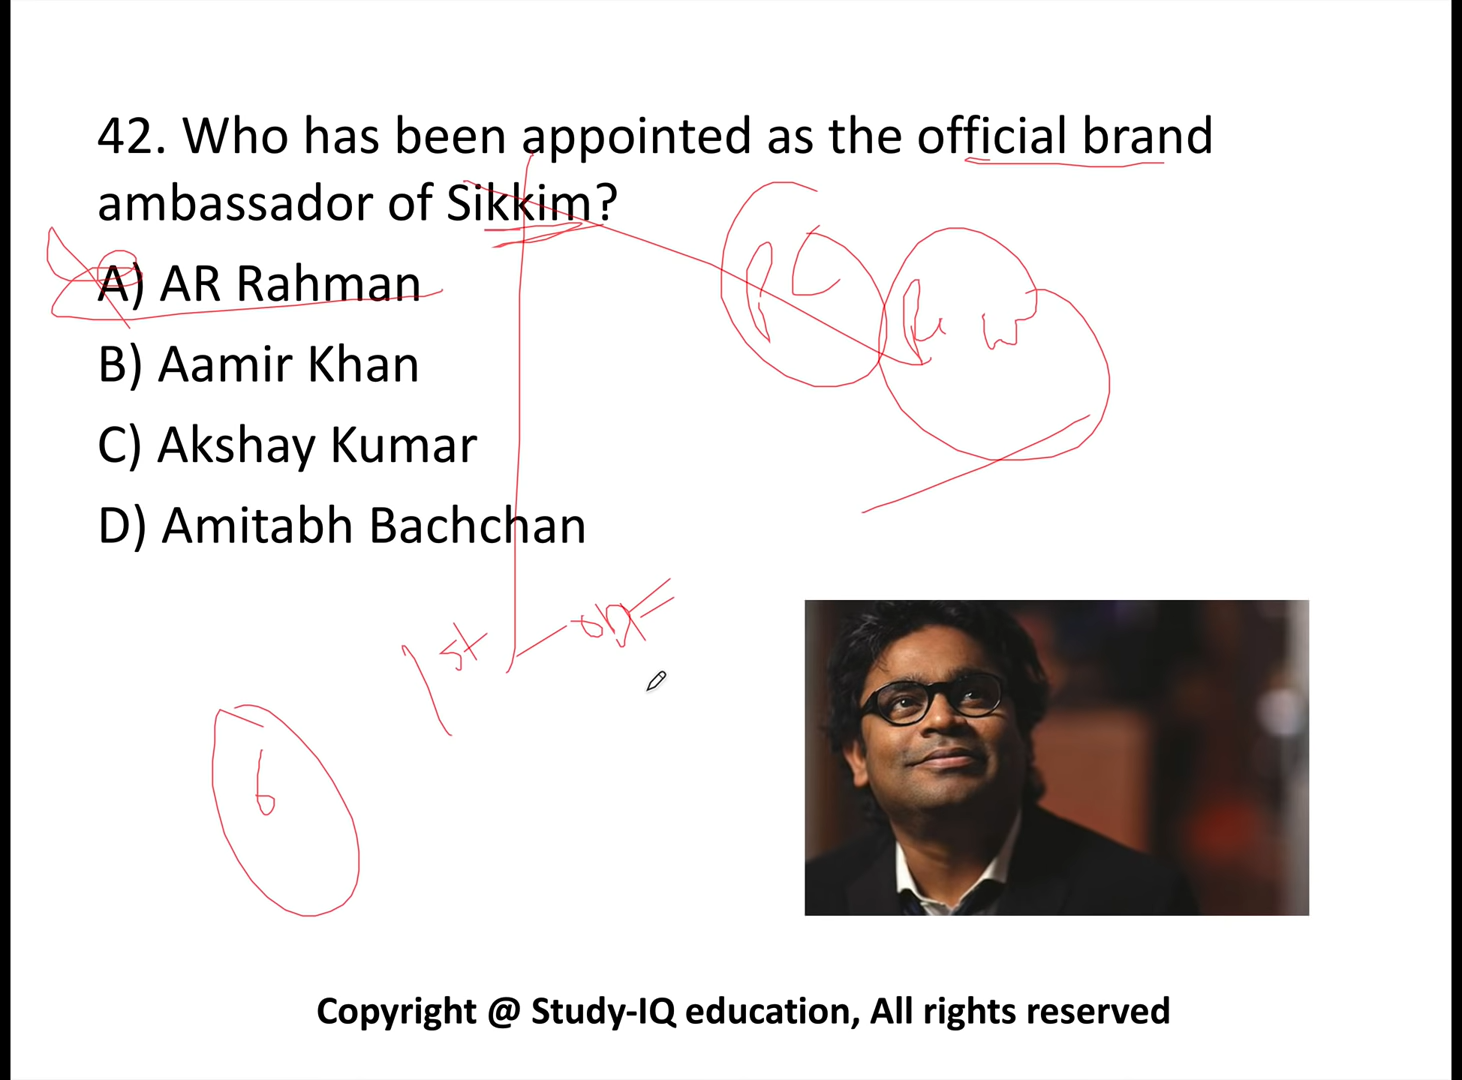 42. Who has been appointed as the official brand
ambassador of Sikkim?
A) AR Rahman
B) Aamir Khan
C) Akshay Kumar
D) Amitabh Bachchan
1st
6
Copyright @ Study-IQ education, All rights reserved